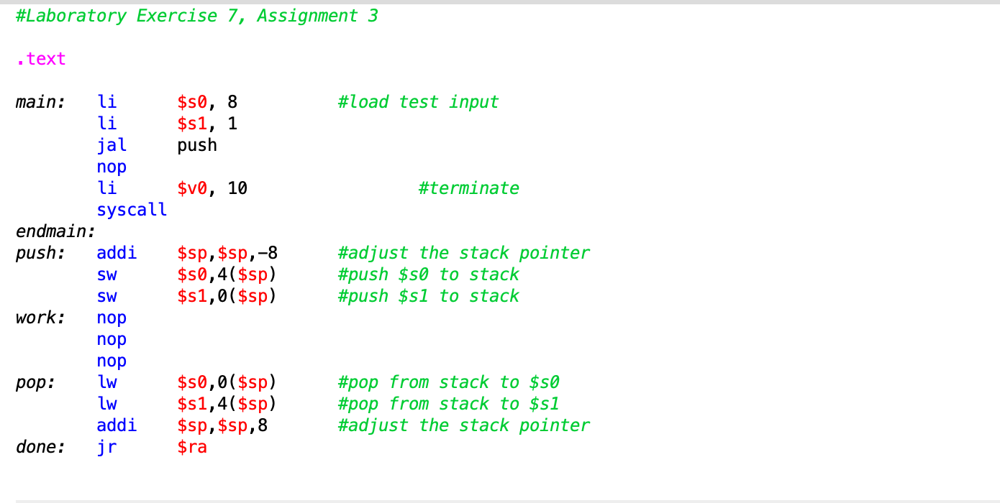 #Laboratory Exercise 7, Assignment 3
.text
main: li $s0, 8 #load test input
li $s1, 1
jal push
nop
li $v0, 10 #terminate
syscall
endmain:
push: addi $sp,$sp,-8 #adjust the stack pointer
sw $s0,4($sp) #push $s0 to stack
sw $s1,0($sp) #push $s1 to stack
work: nop
nop
nop
pop: lw $s0,0($sp) #pop from stack to $s0
lw $s1,4($sp) #pop from stack to $s1
addi $sp,$sp,8 #adjust the stack pointer
done: jr $ra